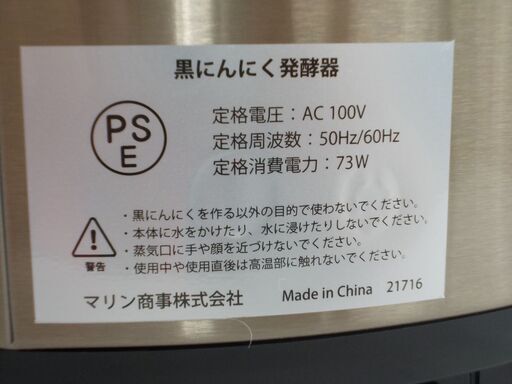 黒にんにく発酵器
PS
E
定格電圧：AC 100V
定格周波数：50Hz/60Hz
定格消費電力：73W
警告
・黒にんにくを作る以外の目的で使わないでください。
・本体に水をかけたり、水に浸けたりしないでください。
・蒸気口に手や顔を近づけないでください。
・使用中や使用直後は高温部に触れないでください。
マリン商事株式会社 Made in China 21716